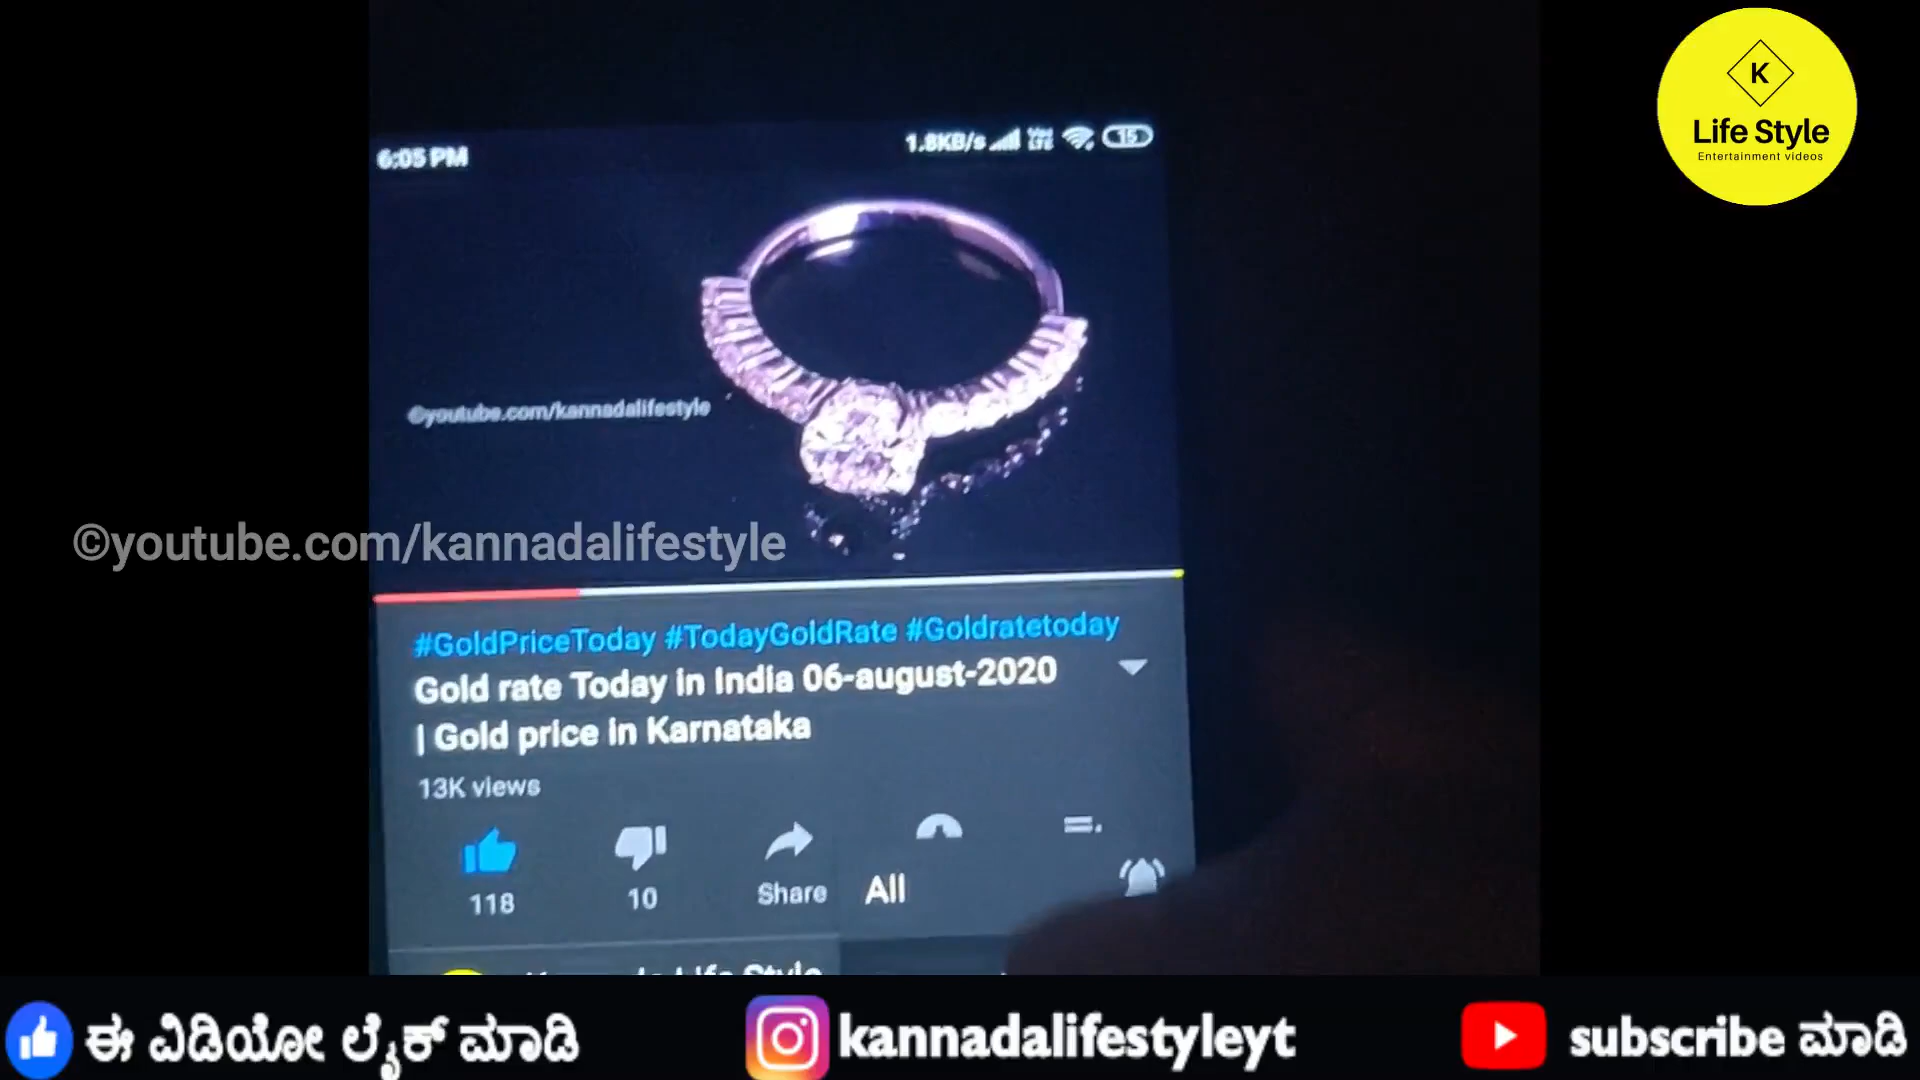 K
Life Style
Entertainment videos
6:05 PM
1.8KB/s
15
©youtube.com/kannadalifestyle
©youtube.com/kannadalifestyle
#GoldPriceToday #TodayGoldRate #Goldratetoday
Gold rate Today in India 06-august-2020
| Gold price in Karnataka
13K views
118
10
Share
All
Life Style
ಈ ವಿಡಿಯೋ ಲೈಕ್ ಮಾಡಿ
kannadalifestyleyt
subscribe ಮಾಡಿ